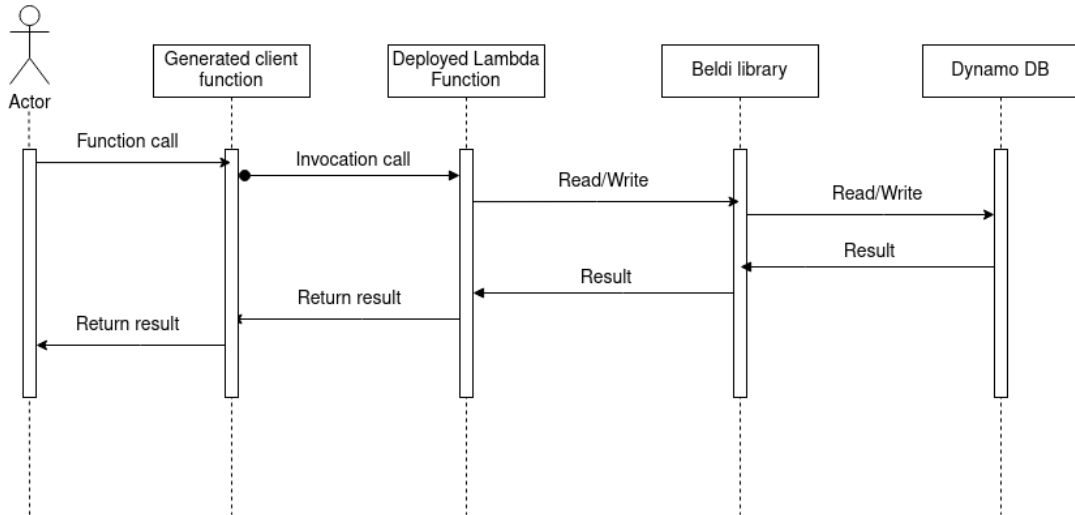 Actor
Generated client
function
Deployed Lambda
Function
Beldi library
Dynamo DB
Function call
Invocation call
Read/Write
Read/Write
Result
Result
Return result
Return result